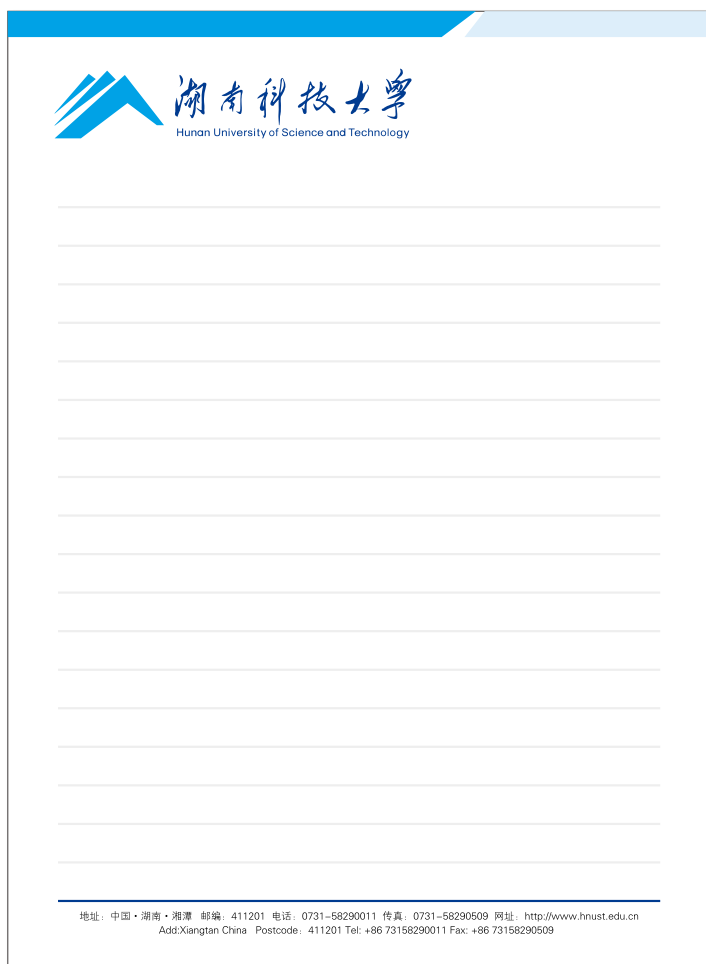 湖南科技大學
Hunan University of Science and Technology
地址：中国·湖南·湘潭 邮编：411201 电话：0731-58290011 传真：0731-58290509 网址：http://www.hnust.edu.cn
Add:Xiangtan China Postcode：411201 Tel: +86 73158290011 Fax: +86 73158290509